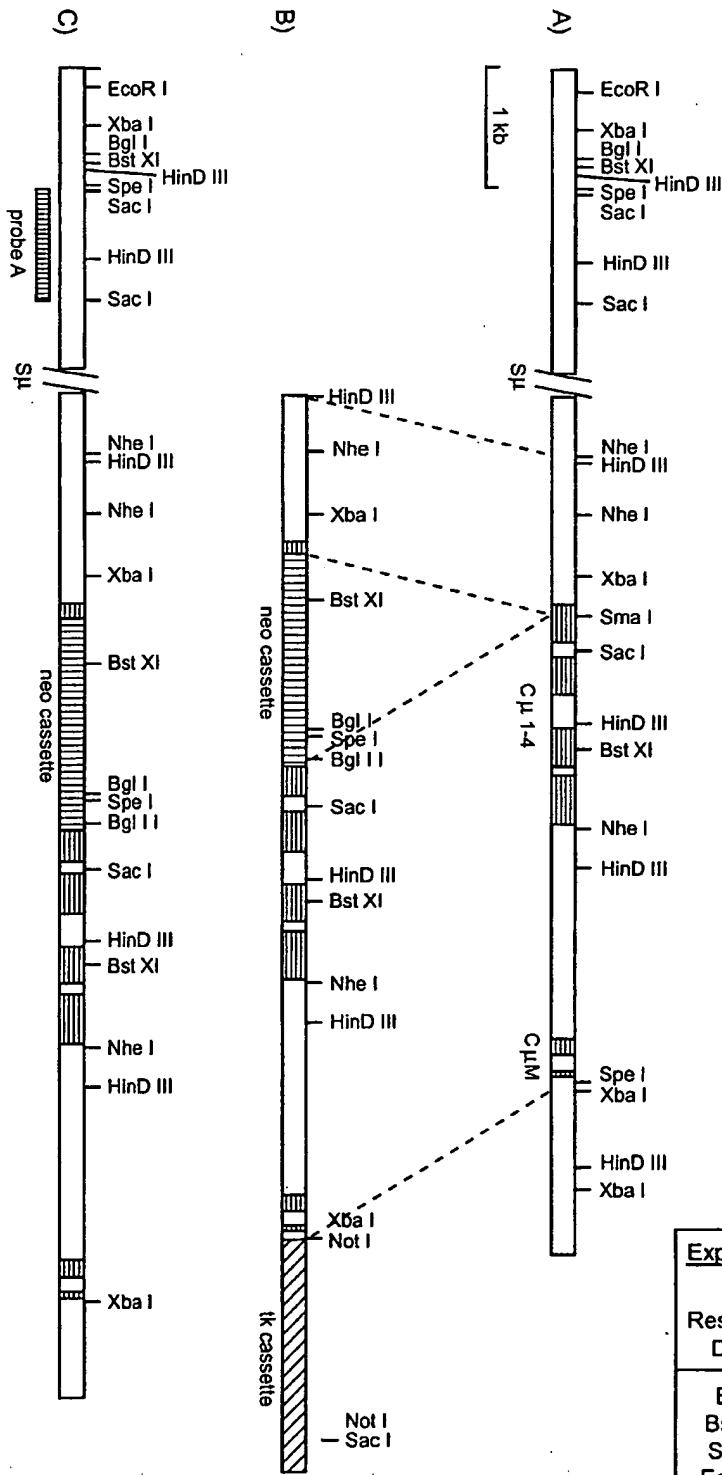 A)
EcoR I
Xba I
Bgl I
Bst XI
HinD III
Spe I
Sac I
HinD III
Sac I
Sµ
Nhe I
HinD III
Nhe I
Xba I
Sma I
Sac I
Cµ 1-4
HinD III
Bst XI
Nhe I
HinD III
CµM
Spe I
Xba I
HinD III
Xba I
1 kb
B)
HinD III
Nhe I
Xba I
Bst XI
neo cassette
Bgl I
Spe I
Bgl II
Sac I
HinD III
Bst XI
Nhe I
HinD III
Xba I
Not I
tk cassette
Not I
Sac I
C)
EcoR I
Xba I
Bgl I
Bst XI
HinD III
Spe I
Sac I
HinD III
Sac I
probe A
Sµ
Nhe I
HinD III
Nhe I
Xba I
Bst XI
neo cassette
Bgl I
Spe I
Bgl II
Sac I
HinD III
Bst XI
Nhe I
HinD III
Xba I
Exp
Res
D